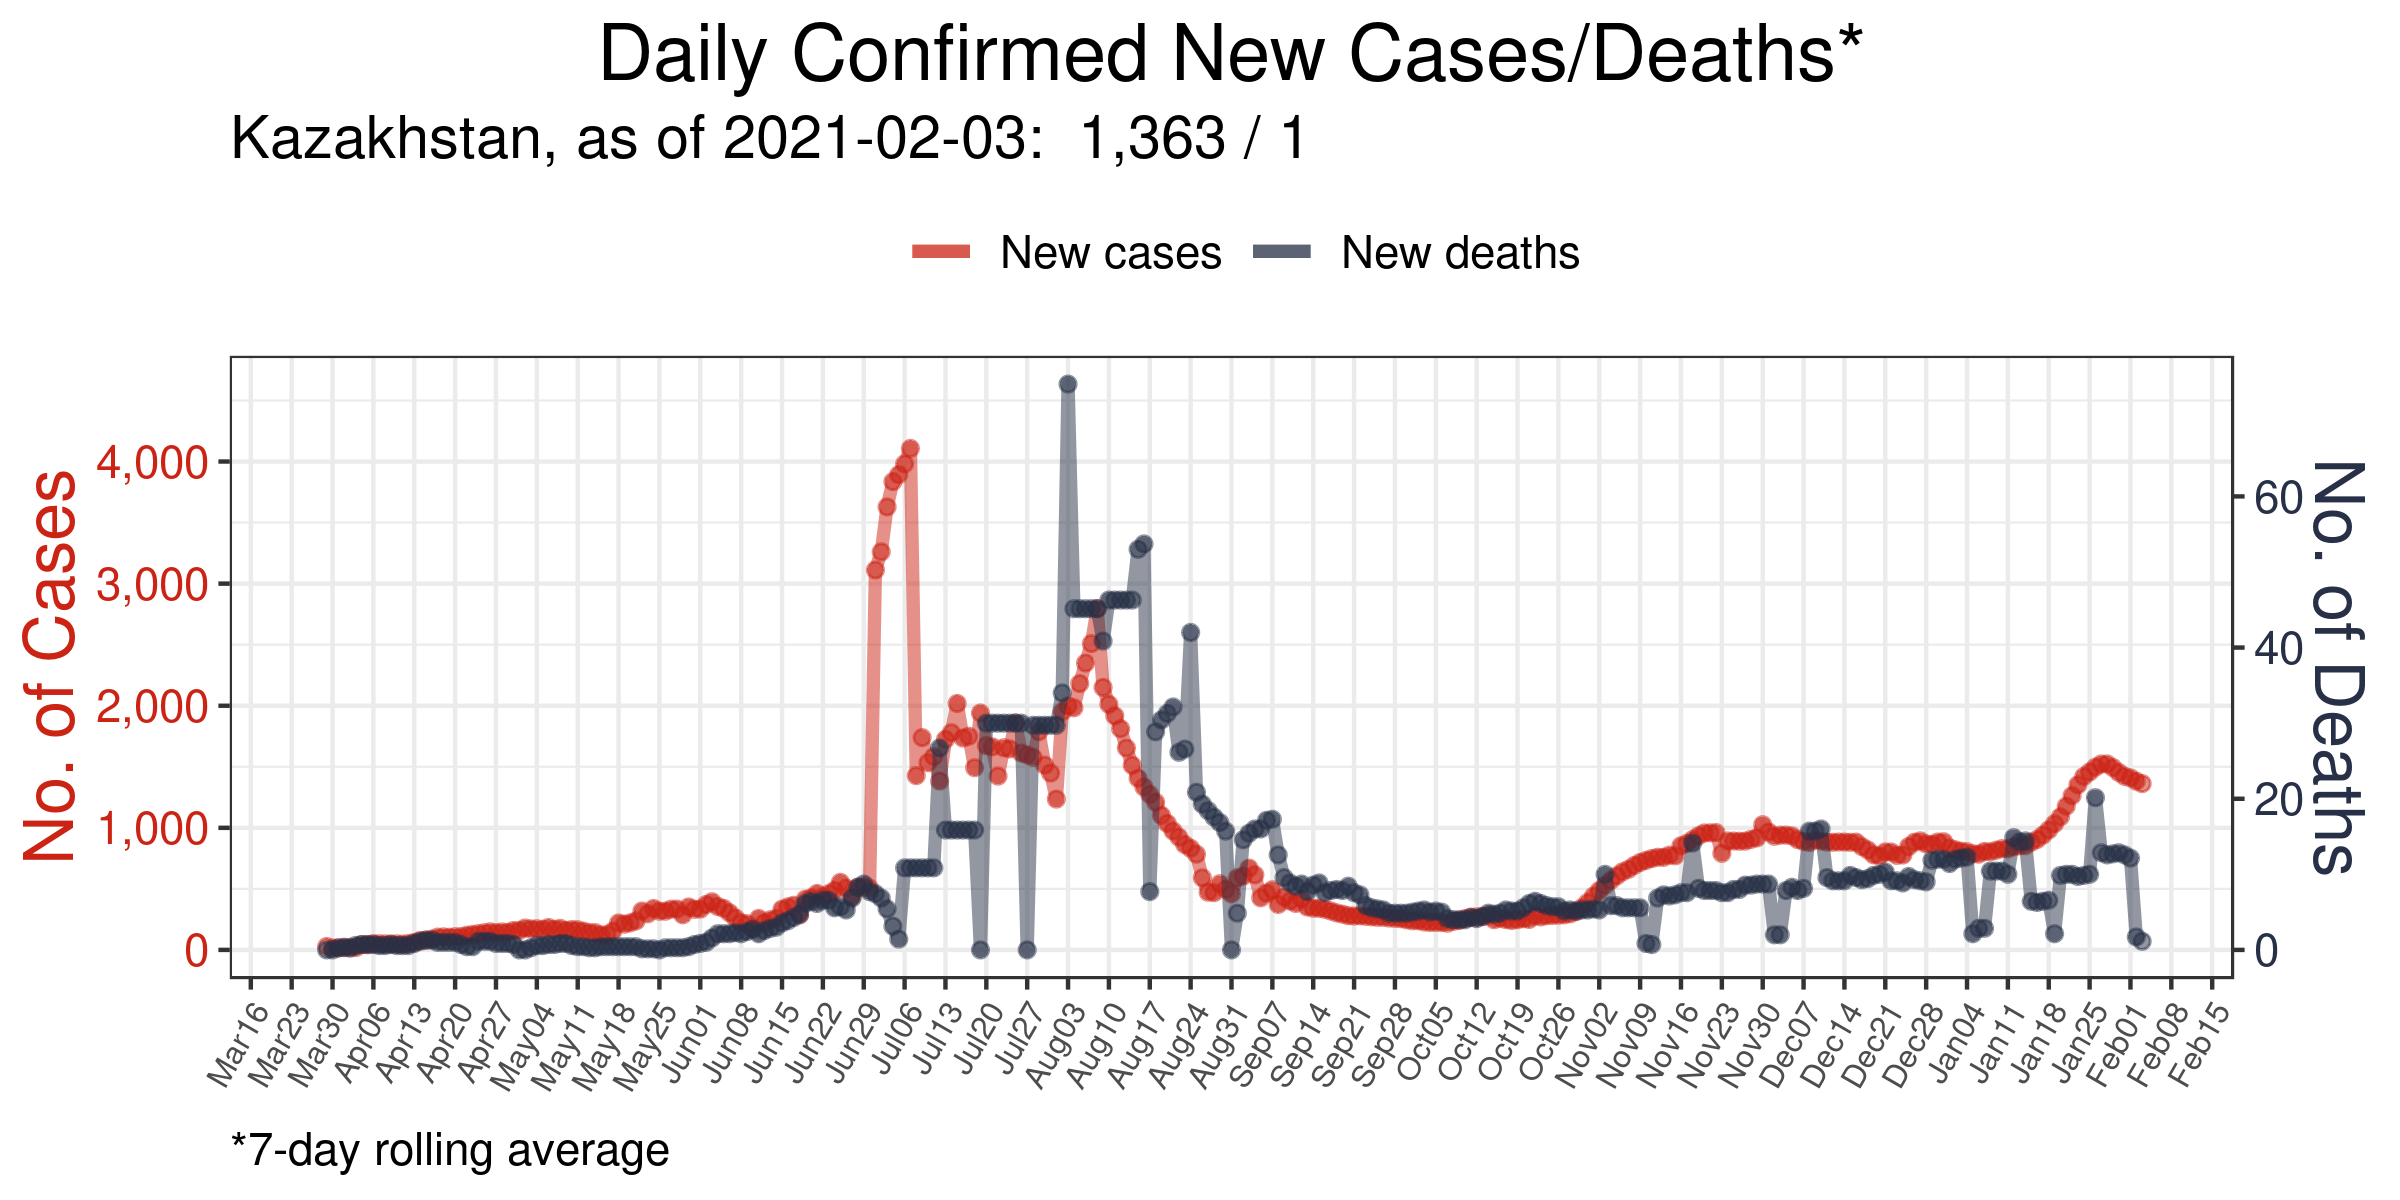 Daily Confirmed New Cases/Deaths*
Kazakhstan, as of 2021-02-03:  1,363 / 1
New cases
New deaths
No. of Cases
4,000
3,000
2,000
1,000
0
No. of Deaths
60
40
20
0
Mar16
Mar23
Mar30
Apr06
Apr13
Apr20
Apr27
May04
May11
May18
May25
Jun01
Jun08
Jun15
Jun22
Jun29
Jul06
Jul13
Jul20
Jul27
Aug03
Aug10
Aug17
Aug24
Aug31
Sep07
Sep14
Sep21
Sep28
Oct05
Oct12
Oct19
Oct26
Nov02
Nov09
Nov16
Nov23
Nov30
Dec07
Dec14
Dec21
Dec28
Jan04
Jan11
Jan18
Jan25
Feb01
Feb08
Feb15
*7-day rolling average